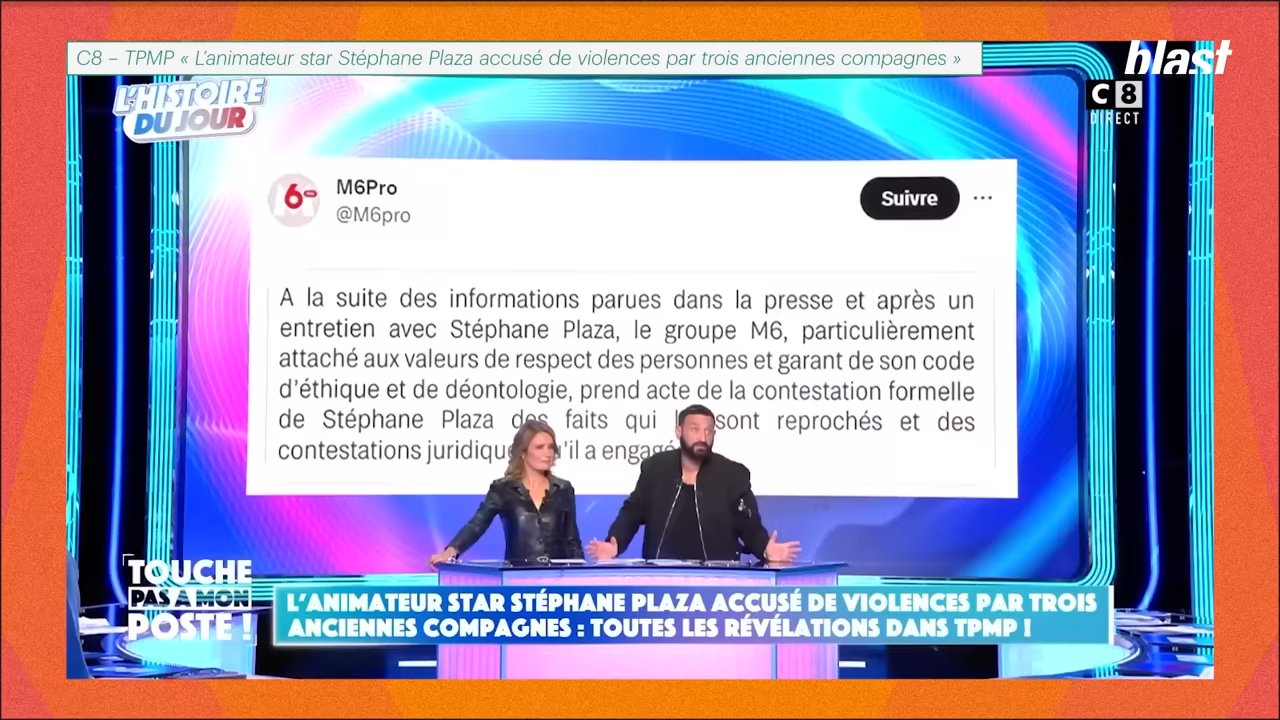 C8 – TPMP « L'animateur star Stéphane Plaza accusé de violences par trois anciennes compagnes »
blast
L'HISTOIRE
DU JOUR
C8
DIRECT
M6Pro
@M6pro
Suivre
A la suite des informations parues dans la presse et après un
entretien avec Stéphane Plaza, le groupe M6, particulièrement
attaché aux valeurs de respect des personnes et garant de son code
d'éthique et de déontologie, prend acte de la contestation formelle
de Stéphane Plaza des faits qui sont reprochés et des
contestations juridique 'il a engagé
TOUCHE
PAS A MON
POSTE !
L'ANIMATEUR STAR STÉPHANE PLAZA ACCUSÉ DE VIOLENCES PAR TROIS
ANCIENNES COMPAGNES : TOUTES LES RÉVÉLATIONS DANS TPMP !